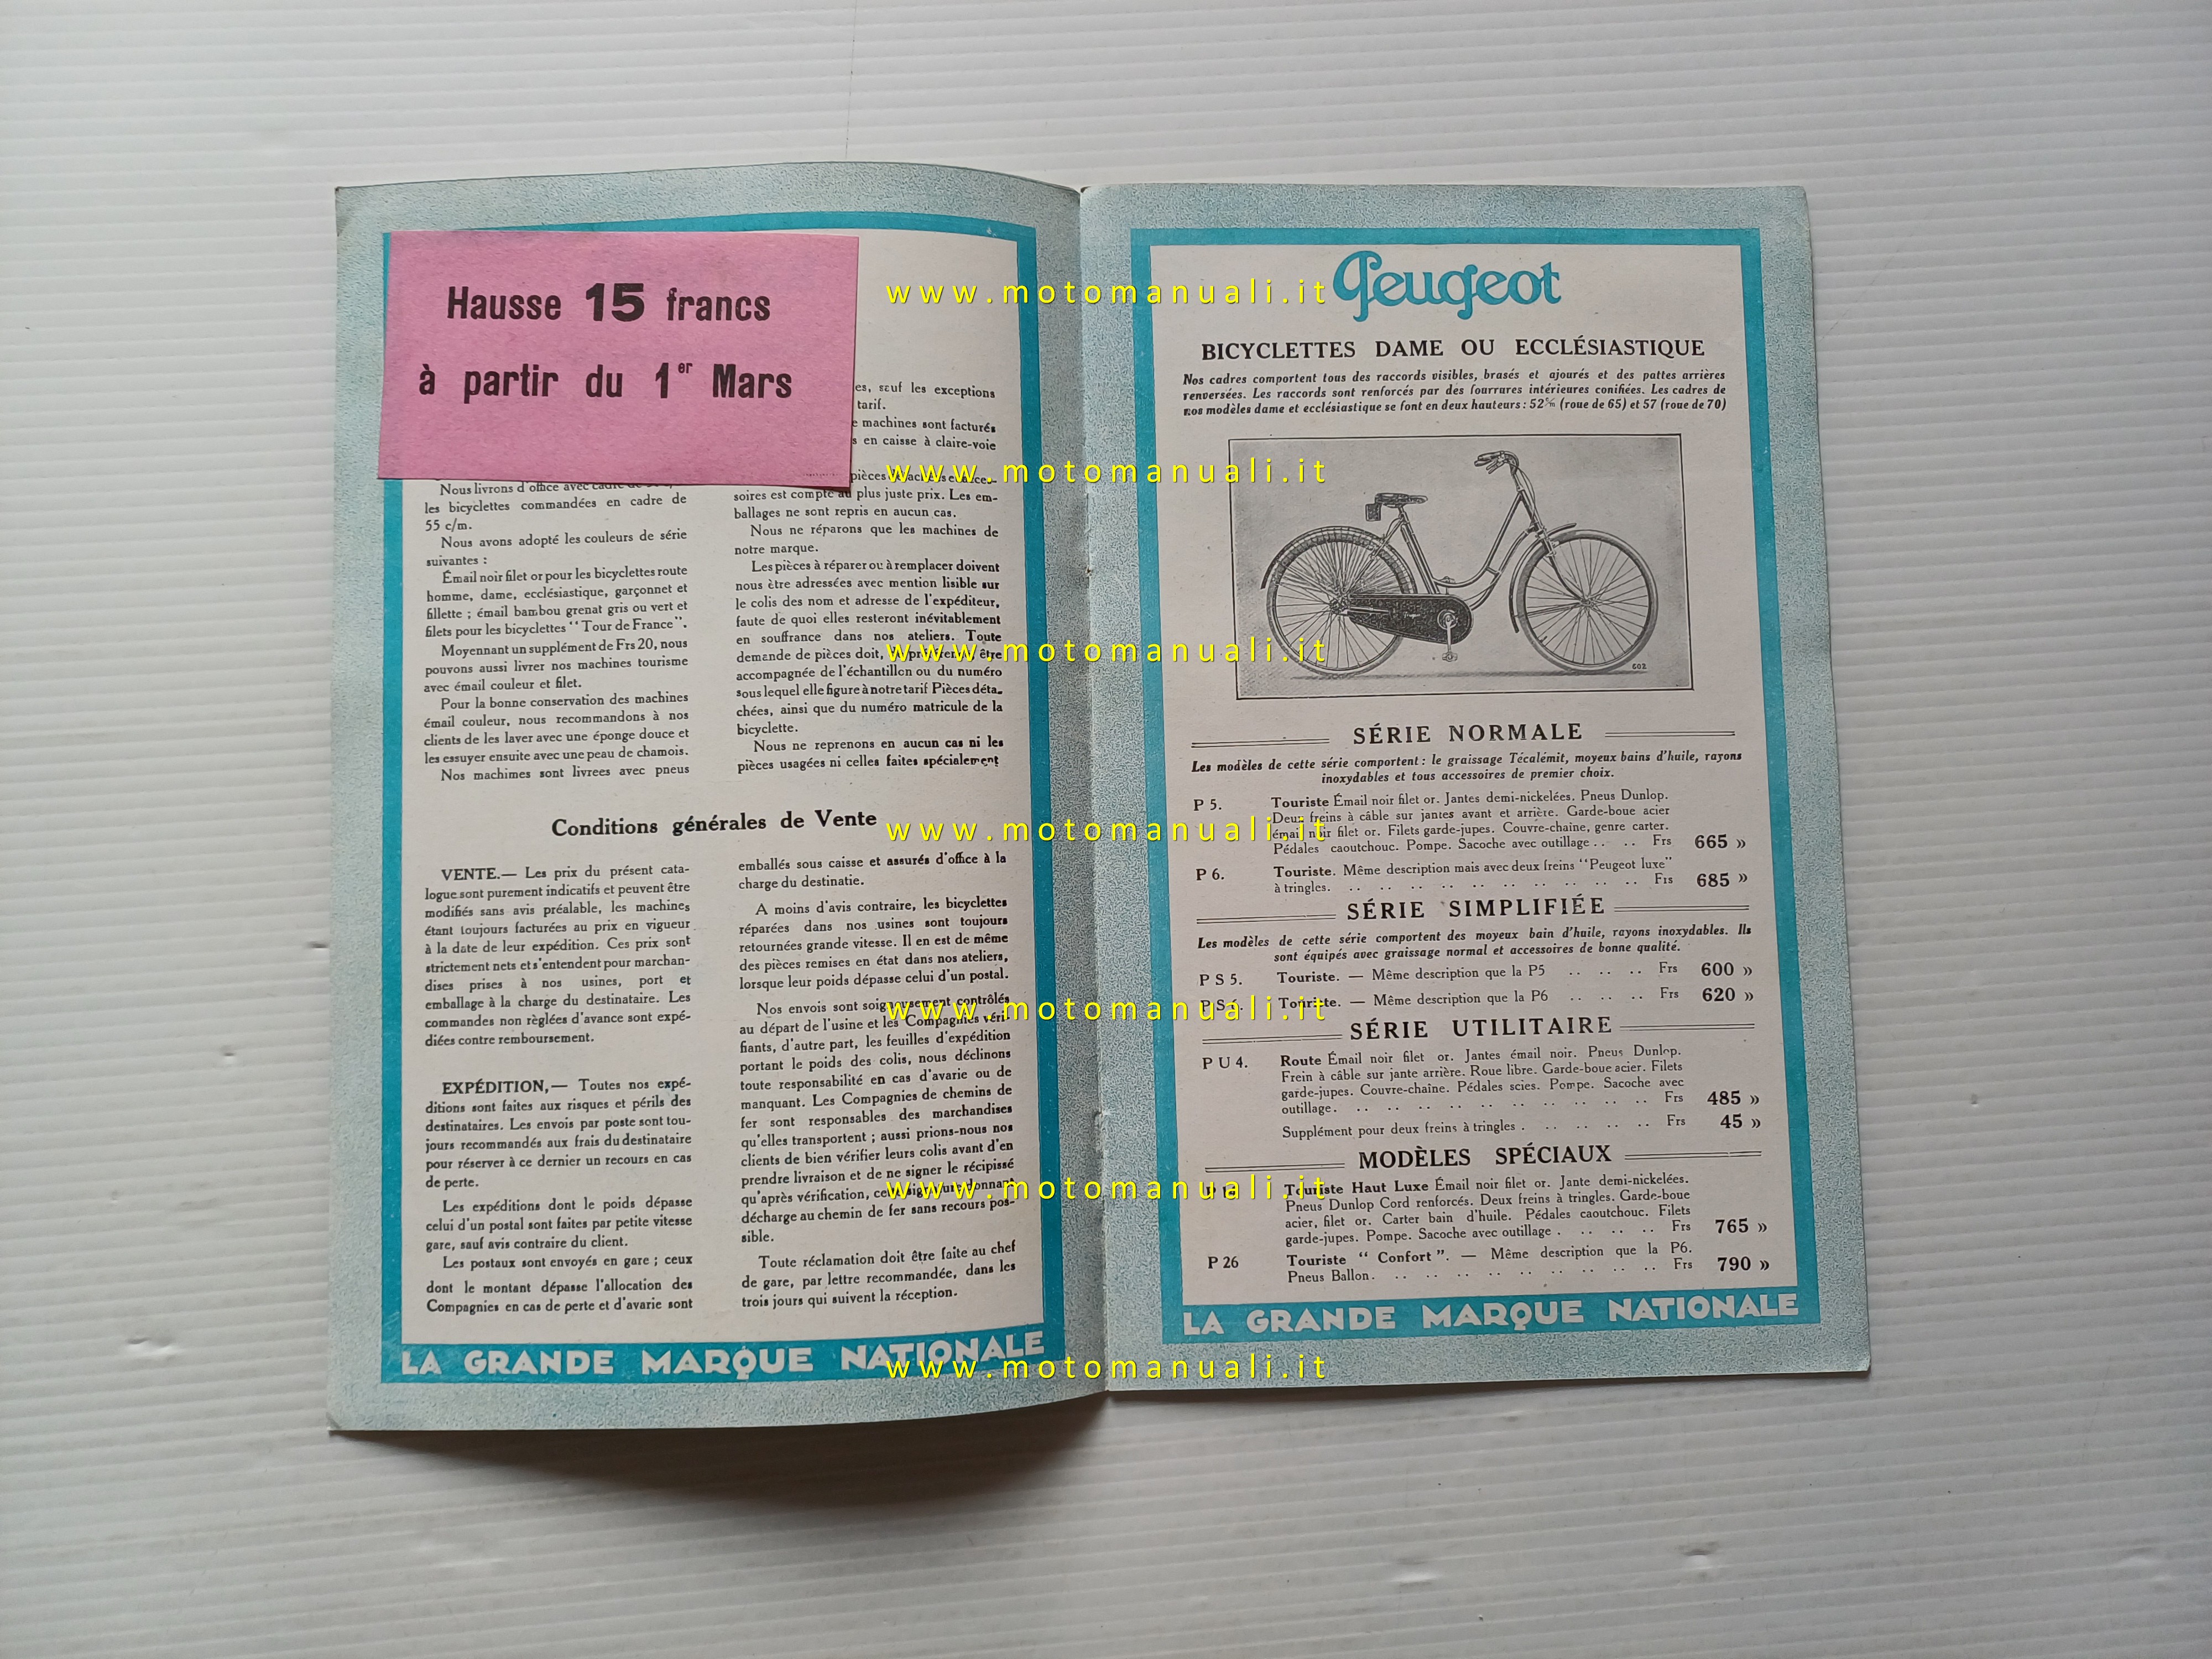 Hausse 15 francs
à partir du 1er Mars
es, sauf les exceptions
tarif.
e machines sont facturés
s en caisse à claire-voie
Nous livrons d'office avec cadre de
les bicyclettes commandées en cadre de
55 c/m.
Nous avons adopté les couleurs de série
suivantes :
Émail noir filet or pour les bicyclettes route
homme, dame, ecclésiastique, garçonnet et
fillette ; émail bambou grenat gris ou vert et
filets pour les bicyclettes "Tour de France".
Moyennant un supplément de Frs 20, nous
pouvons aussi livrer nos machines tourisme
avec émail couleur et filet.
Pour la bonne conservation des machines
émail couleur, nous recommandons à nos
clients de les laver avec une éponge douce et
les essuyer ensuite avec une peau de chamois.
Nos machimes sont livrees avec pneus
pièces
soires est compté au plus juste prix. Les em-
ballages ne sont repris en aucun cas.
Nous ne réparons que les machines de
notre marque.
Les pièces à réparer ou à remplacer doivent
nous être adressées avec mention lisible sur
le colis des nom et adresse de l'expéditeur,
faute de quoi elles resteront inévitablement
en souffrance dans nos ateliers. Toute
demande de pièces doit, être
accompagnée de l'échantillon ou du numéro
sous lequel elle figure à notre tarif Pièces déta-
chées, ainsi que du numéro matricule de la
bicyclette.
Nous ne reprenons en aucun cas ni les
pièces usagées ni celles faites spécialement
Conditions générales de Vente
VENTE.— Les prix du présent cata-
logue sont purement indicatifs et peuvent être
modifiés sans avis préalable, les machines
étant toujours facturées au prix en vigueur
à la date de leur expédition. Ces prix sont
strictement nets et s'entendent pour marchan-
dises prises à nos usines, port et
emballage à la charge du destinataire. Les
commandes non règlées d'avance sont expé-
diées contre remboursement.
EXPÉDITION,— Toutes nos expé-
ditions sont faites aux risques et périls des
destinataires. Les envois par poste sont tou-
jours recommandés aux frais du destinataire
pour réserver à ce dernier un recours en cas
de perte.
Les expéditions dont le poids dépasse
celui d'un postal sont faites par petite vitesse
gare, sauf avis contraire du client.
Les postaux sont envoyés en gare ; ceux
dont le montant dépasse l'allocation des
Compagnies en cas de perte et d'avarie sont
emballés sous caisse et assurés d'office à la
charge du destinatie.
A moins d'avis contraire, les bicyclettes
réparées dans nos usines sont toujours
retournées grande vitesse. Il en est de même
des pièces remises en état dans nos ateliers,
lorsque leur poids dépasse celui d'un postal.
Nos envois sont soigneusement contrôlés
au départ de l'usine et les Compagnies véri-
fiants, d'autre part, les feuilles d'expédition
portant le poids des colis, nous déclinons
toute responsabilité en cas d'avarie ou de
manquant. Les Compagnies de chemins de
fer sont responsables des marchandises
qu'elles transportent ; aussi prions-nous nos
clients de bien vérifier leurs colis avant d'en
prendre livraison et de ne signer le récipissé
qu'après vérification, cette signature donnant
décharge au chemin de fer sans recours pos-
sible.
Toute réclamation doit être faite au chef
de gare, par lettre recommandée, dans les
trois jours qui suivent la réception.
LA GRANDE MARQUE NATIONALE
Peugeot
BICYCLETTES DAME OU ECCLÉSIASTIQUE
Nos cadres comportent tous des raccords visibles, brasés et ajourés et des pattes arrières
renversées. Les raccords sont renforcés par des fourrures intérieures conifiées. Les cadres de
nos modèles dame et ecclésiastique se font en deux hauteurs : 52 c/m (roue de 65) et 57 (roue de 70)
602
SÉRIE NORMALE
Les modèles de cette série comportent : le graissage Técalémit, moyeux bains d'huile, rayons
inoxydables et tous accessoires de premier choix.
P 5. Touriste Émail noir filet or. Jantes demi-nickelées. Pneus Dunlop.
Deux freins à câble sur jantes avant et arrière. Garde-boue acier
émail noir filet or. Filets garde-jupes. Couvre-chaine, genre carter.
Pédales caoutchouc. Pompe. Sacoche avec outillage . . . . Frs 665 »
P 6. Touriste. Même description mais avec deux freins "Peugeot luxe"
à tringles. . . . . . . . . . . Frs 685 »
SÉRIE SIMPLIFIÉE
Les modèles de cette série comportent des moyeux bain d'huile, rayons inoxydables. Ils
sont équipés avec graissage normal et accessoires de bonne qualité.
P S 5. Touriste. — Même description que la P5 . . . . . . Frs 600 »
P S 6. Touriste. — Même description que la P6 . . . . . . Frs 620 »
SÉRIE UTILITAIRE
P U 4. Route Émail noir filet or. Jantes émail noir. Pneus Dunlop.
Frein à câble sur jante arrière. Roue libre. Garde-boue acier. Filets
garde-jupes. Couvre-chaîne. Pédales scies. Pompe. Sacoche avec
outillage. . . . . . . . . . . Frs 485 »
Supplément pour deux freins à tringles . . . . . . Frs 45 »
MODÈLES SPÉCIAUX
Touriste Haut Luxe Émail noir filet or. Jante demi-nickelées.
Pneus Dunlop Cord renforcés. Deux freins à tringles. Garde-boue
acier, filet or. Carter bain d'huile. Pédales caoutchouc. Filets
garde-jupes. Pompe. Sacoche avec outillage . . . . . . Frs 765 »
P 26 Touriste " Confort ". — Même description que la P6.
Pneus Ballon. . . . . . . . . . Frs 790 »
LA GRANDE MARQUE NATIONALE
www.motomanuali.it
www.motomanuali.it
www.motomanuali.it
www.motomanuali.it
www.motomanuali.it
www.motomanuali.it
www.motomanuali.it